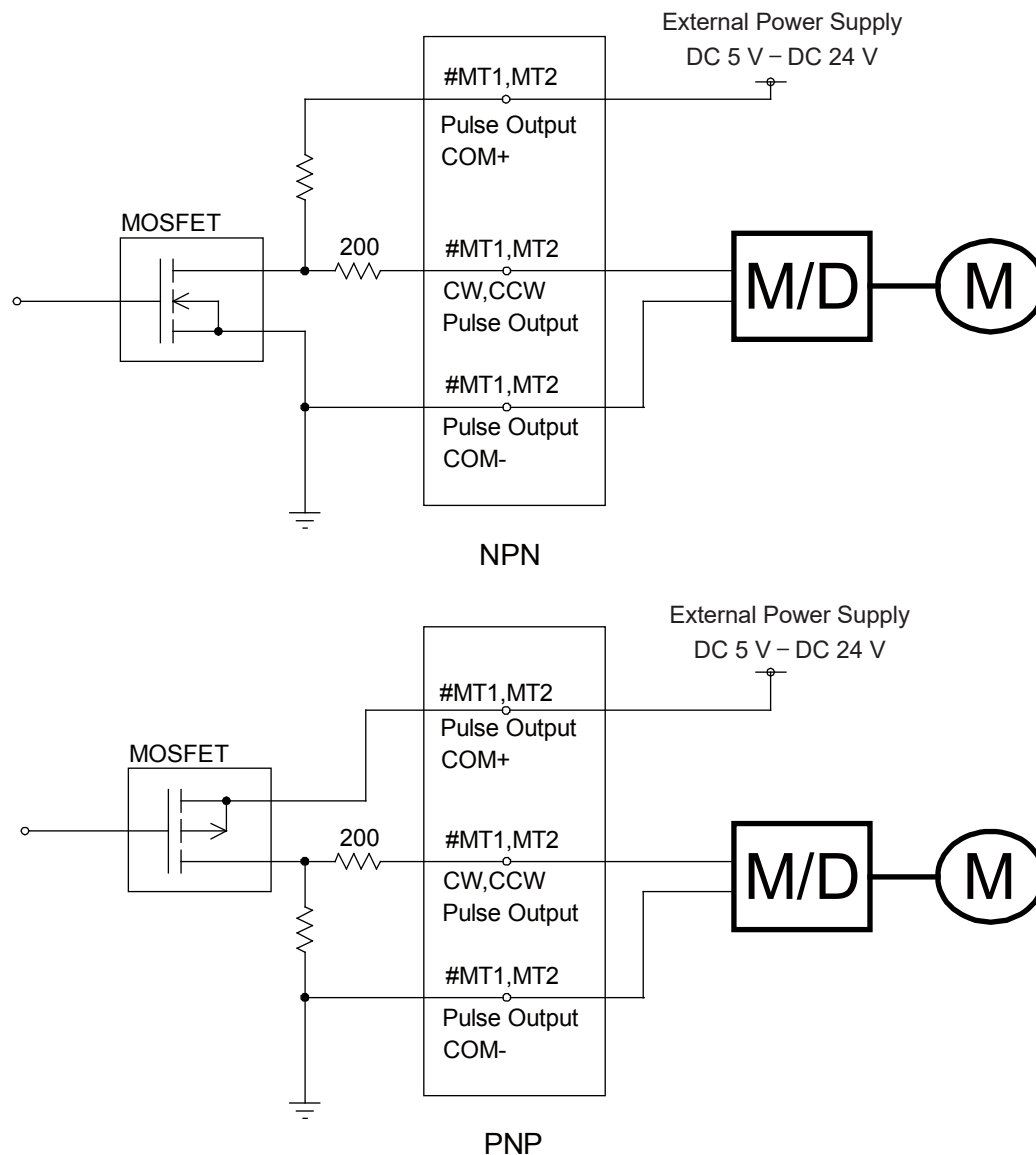 External Power Supply
DC 5 V – DC 24 V
#MT1,MT2
Pulse Output
COM+
MOSFET
200
#MT1,MT2
CW,CCW
Pulse Output
M/D
M
#MT1,MT2
Pulse Output
COM-
NPN
External Power Supply
DC 5 V – DC 24 V
#MT1,MT2
Pulse Output
COM+
MOSFET
200
#MT1,MT2
CW,CCW
Pulse Output
M/D
M
#MT1,MT2
Pulse Output
COM-
PNP